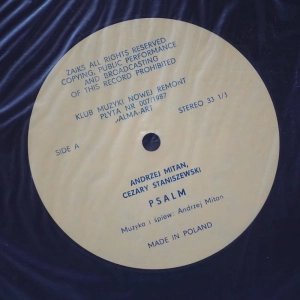 ZAIKS ALL RIGHTS RESERVED
COPYING, PUBLIC PERFORMANCE
AND BROADCASTING
OF THIS RECORD PROHIBITED
KLUB MUZYKI NOWEJ REMONT
PŁYTA NR 007/1987
/ALMA-ART/
STEREO 33 1/3
SIDE A
ANDRZEJ MITAN,
CEZARY STANISZEWSKI
PSALM
Muzyka i śpiew: Andrzej Mitan
MADE IN POLAND